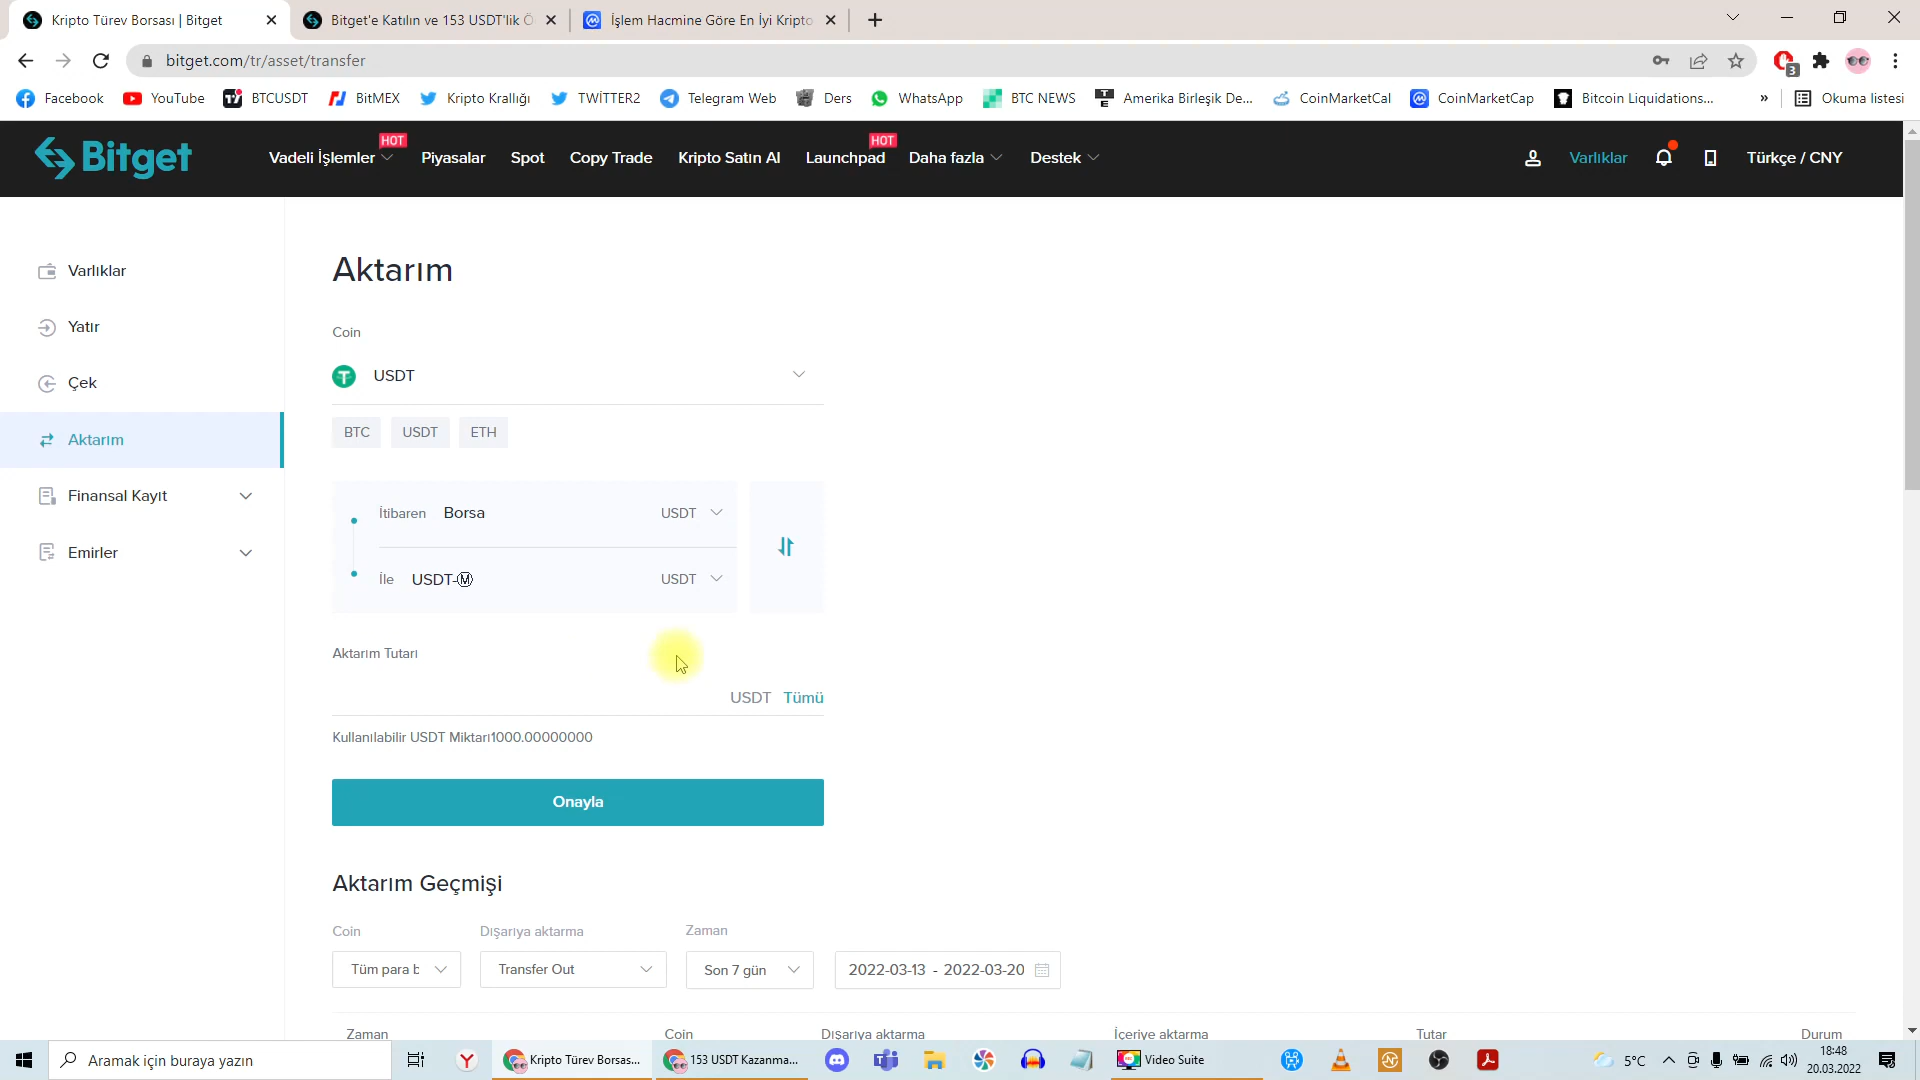 Kripto Türev Borsası | Bitget
Bitget'e Katılın ve 153 USDT'lik Ö
İşlem Hacmine Göre En İyi Kripto
bitget.com/tr/asset/transfer
3
Facebook
YouTube
BTCUSDT
BitMEX
Kripto Krallığı
TWİTTER2
Telegram Web
Ders
WhatsApp
BTC NEWS
Amerika Birleşik De...
CoinMarketCal
CoinMarketCap
Bitcoin Liquidations...
»
Okuma listesi
Bitget
Vadeli İşlemler
HOT
Piyasalar
Spot
Copy Trade
Kripto Satın Al
Launchpad
HOT
Daha fazla
Destek
Varlıklar
Türkçe / CNY
Varlıklar
Yatır
Çek
Aktarım
Finansal Kayıt
Emirler
Aktarım
Coin
USDT
BTC
USDT
ETH
İtibaren Borsa USDT
İle USDT-Ⓜ USDT
Aktarım Tutarı
USDT Tümü
Kullanılabilir USDT Miktarı1000.00000000
Onayla
Aktarım Geçmişi
Coin
Dışarıya aktarma
Zaman
Tüm para b
Transfer Out
Son 7 gün
2022-03-13 - 2022-03-20
Zaman
Coin
Dışarıya aktarma
İçeriye aktarma
Tutar
Durum
Aramak için buraya yazın
Kripto Türev Borsas...
153 USDT Kazanma...
Video Suite
5°C
18:48
20.03.2022